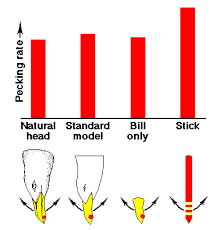 Pecking rate
Natural head
Standard model
Bill only
Stick